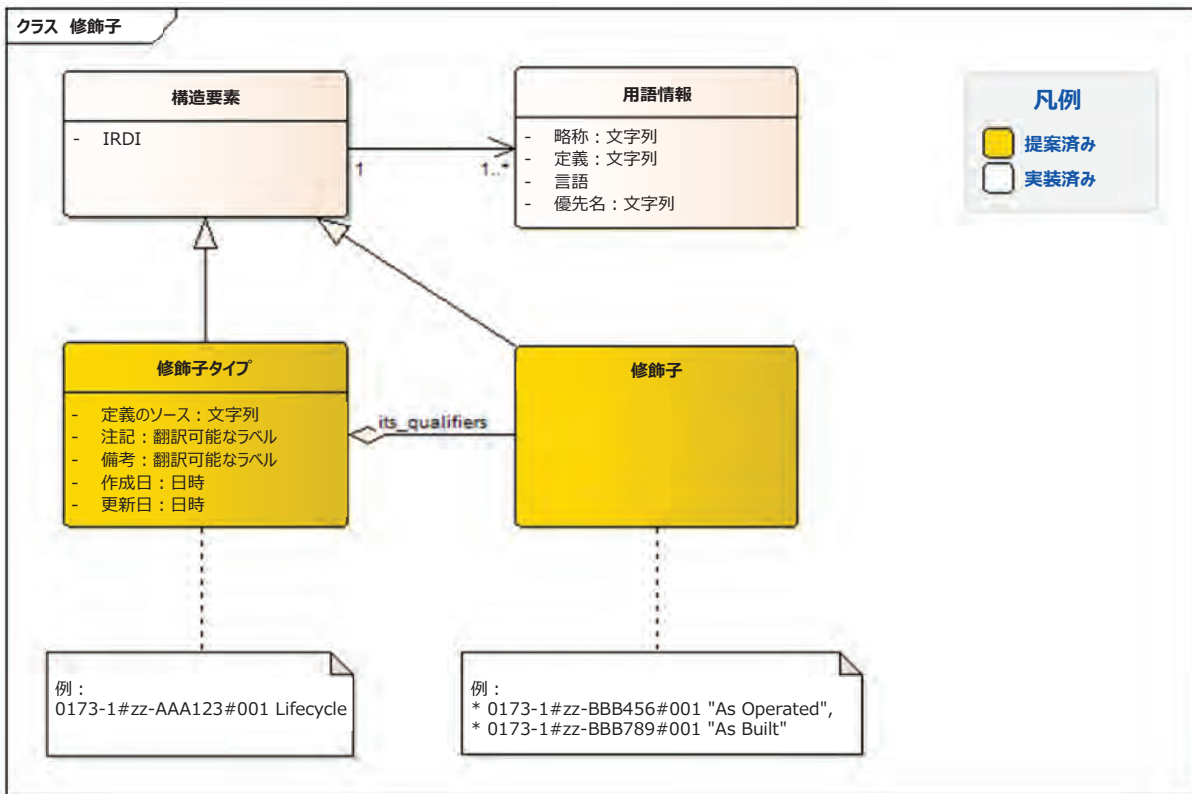 クラス 修飾子
構造要素
- IRDI
用語情報
- 略称：文字列
- 定義：文字列
- 言語
- 優先名：文字列
1
1..*
凡例
提案済み
実装済み
修飾子タイプ
- 定義のソース：文字列
- 注記：翻訳可能なラベル
- 備考：翻訳可能なラベル
- 作成日：日時
- 更新日：日時
its_qualifiers
修飾子
例：
0173-1#zz-AAA123#001 Lifecycle
例：
* 0173-1#zz-BBB456#001 "As Operated",
* 0173-1#zz-BBB789#001 "As Built"